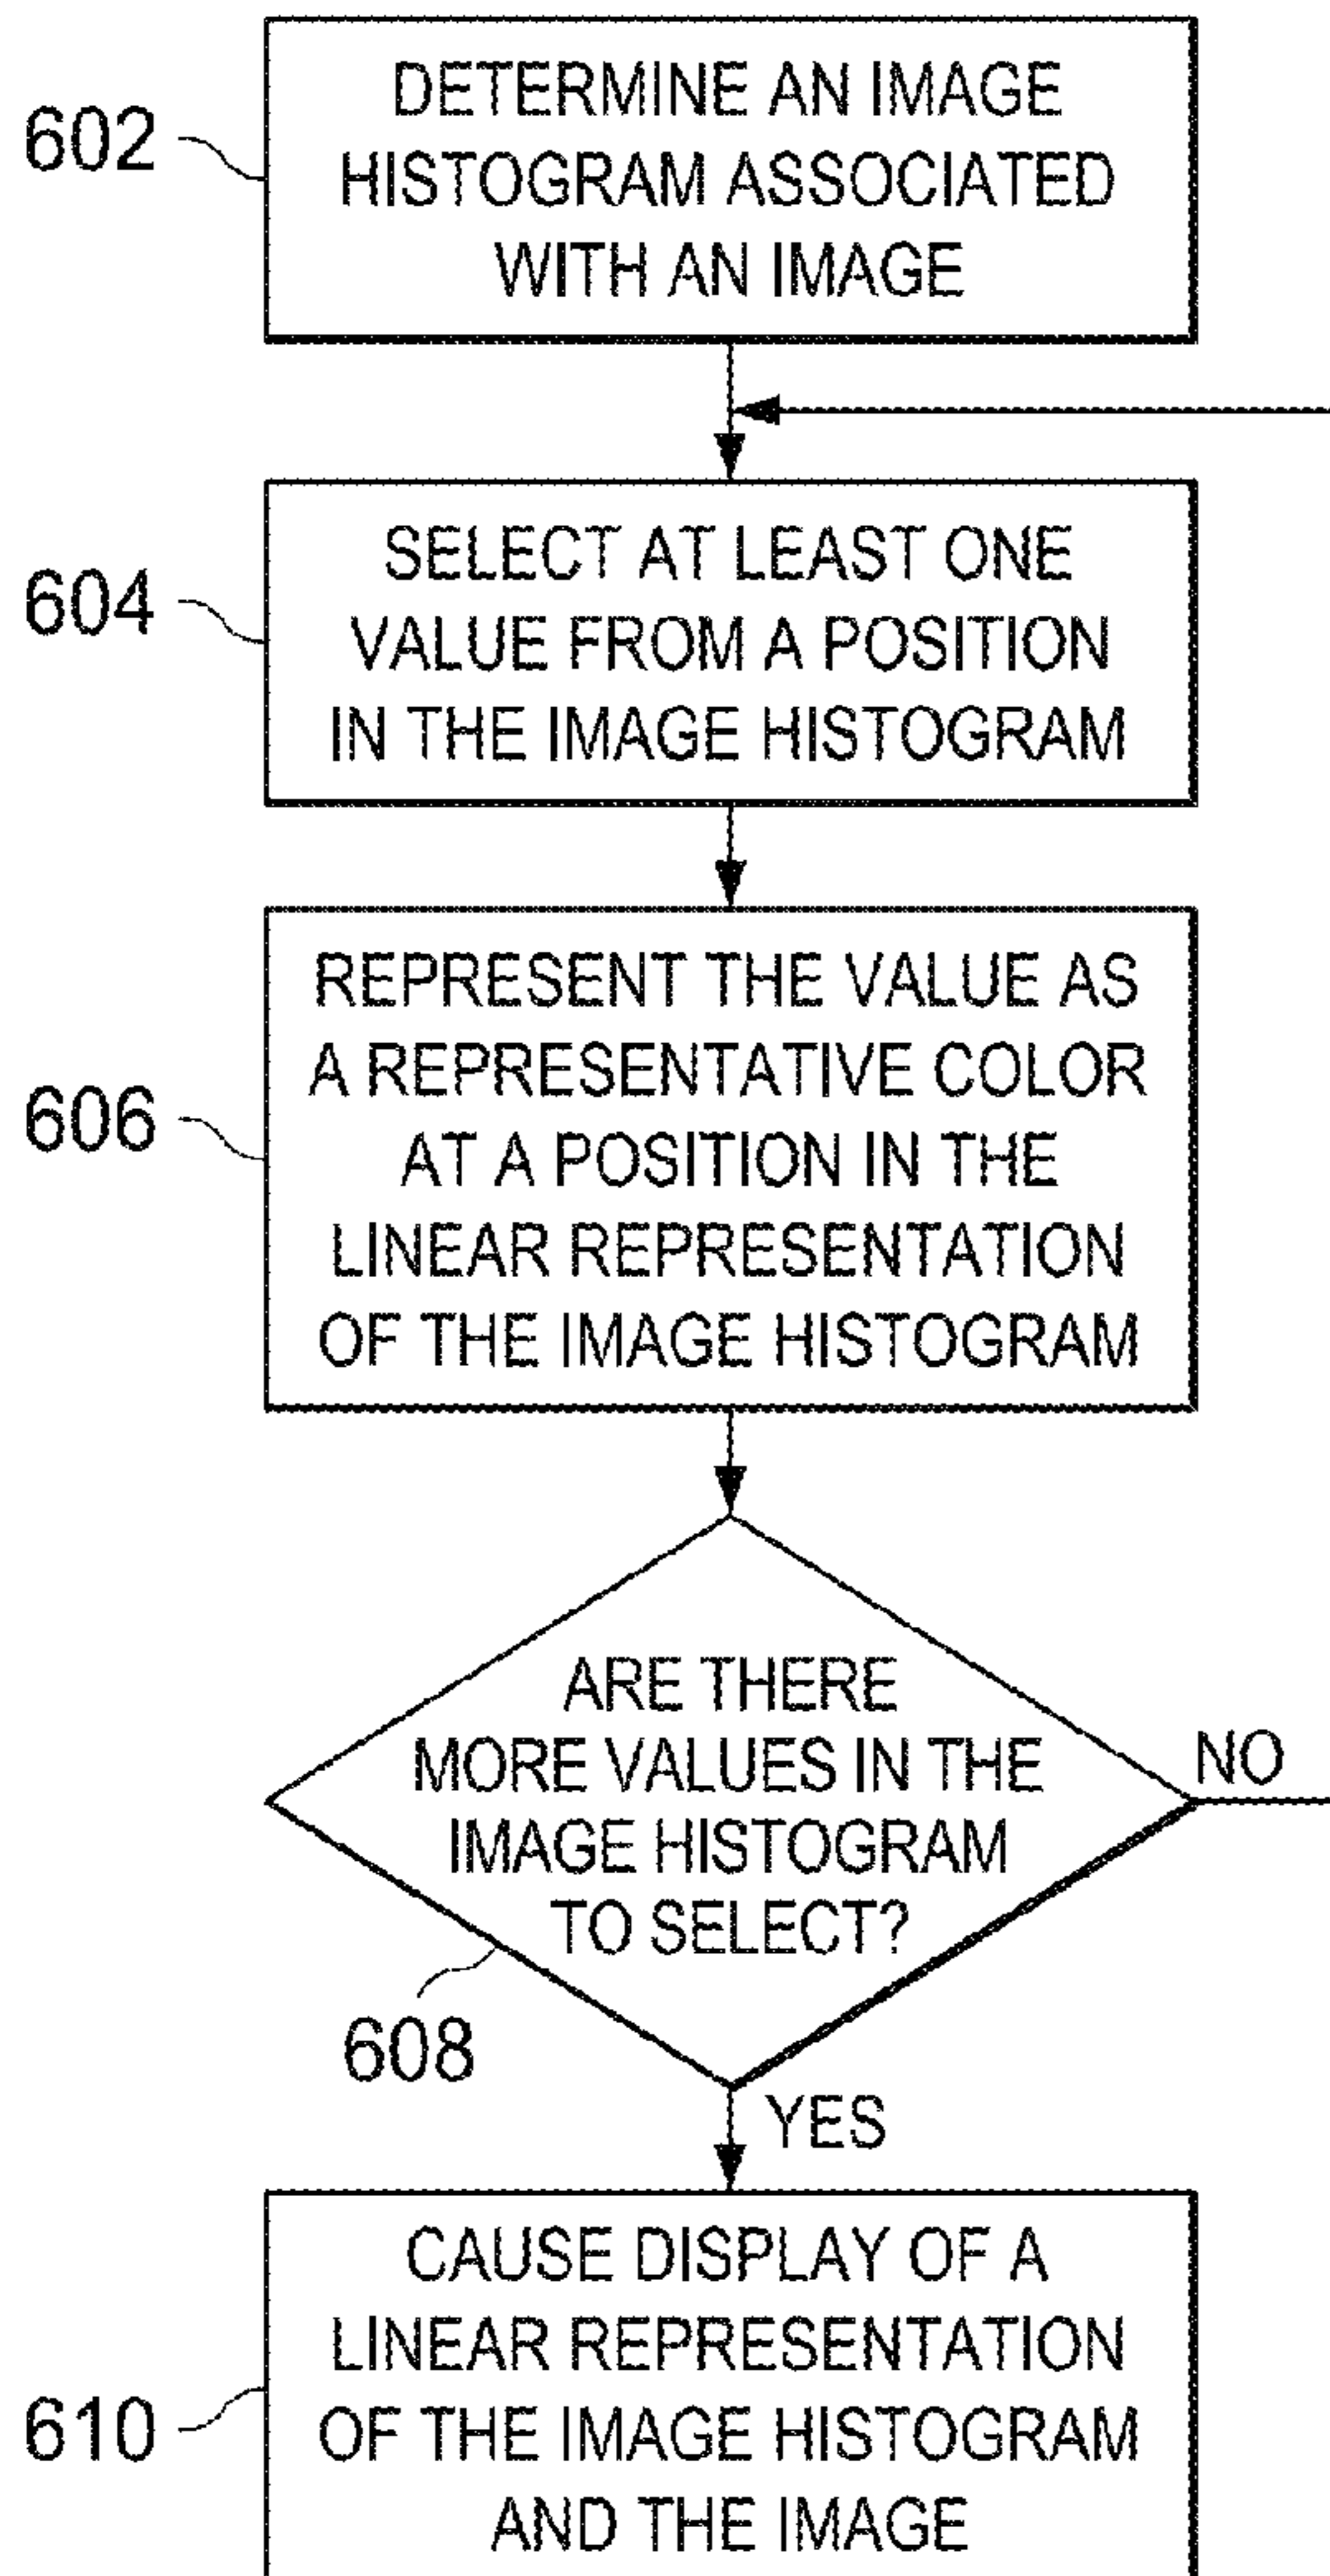 602
DETERMINE AN IMAGE
HISTOGRAM ASSOCIATED
WITH AN IMAGE
604
SELECT AT LEAST ONE
VALUE FROM A POSITION
IN THE IMAGE HISTOGRAM
606
REPRESENT THE VALUE AS
A REPRESENTATIVE COLOR
AT A POSITION IN THE
LINEAR REPRESENTATION
OF THE IMAGE HISTOGRAM
ARE THERE
MORE VALUES IN THE
IMAGE HISTOGRAM
TO SELECT?
NO
608
YES
610
CAUSE DISPLAY OF A
LINEAR REPRESENTATION
OF THE IMAGE HISTOGRAM
AND THE IMAGE